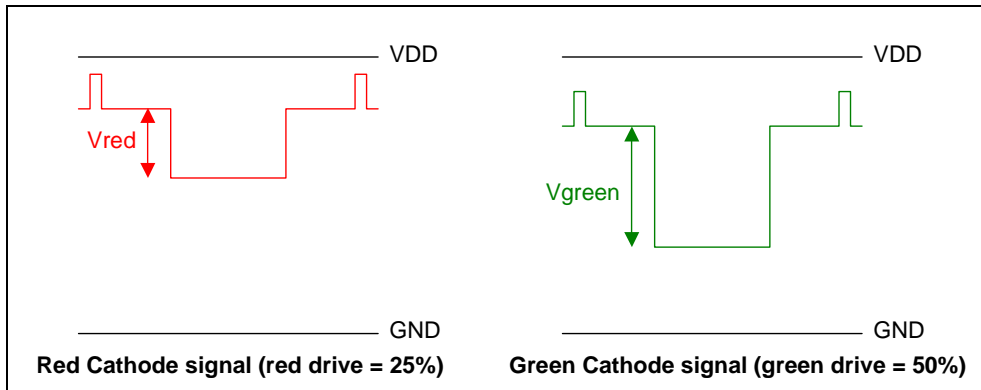 VDD
Vred
GND
Red Cathode signal (red drive = 25%)
VDD
Vgreen
GND
Green Cathode signal (green drive = 50%)